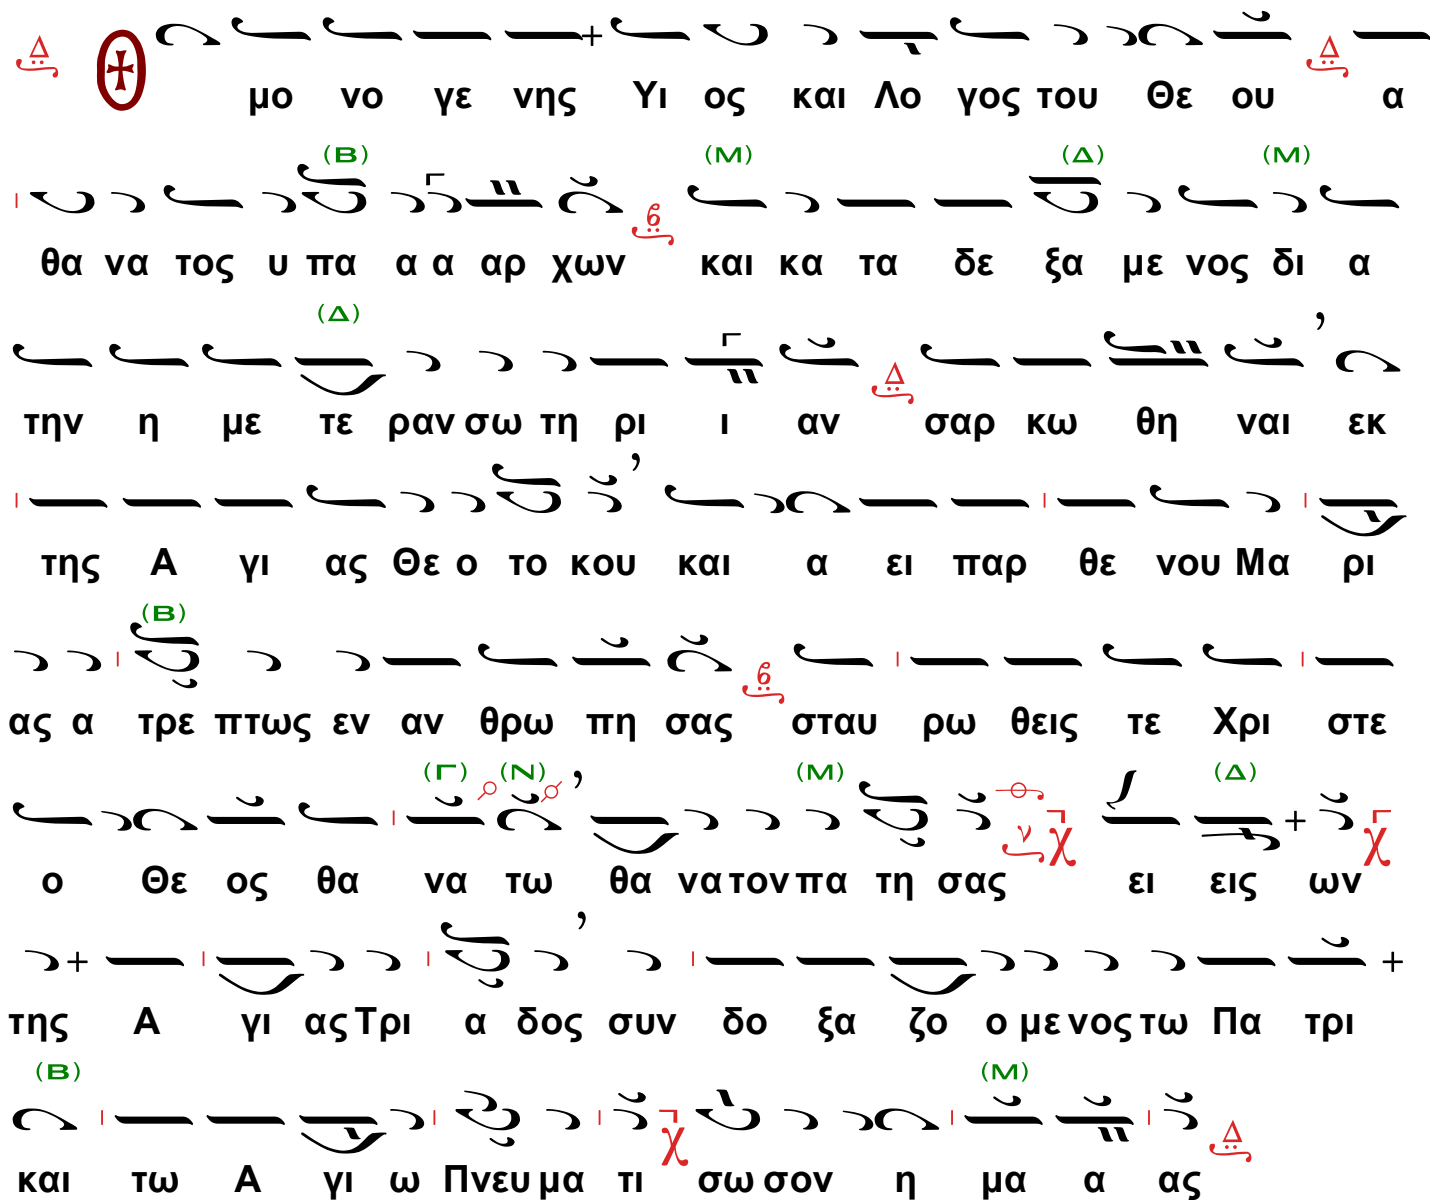 Ο μο νο γε νης Υι ος και Λο γος του Θε ου α
(Β) (Μ) (Δ) (Μ)
θα να τος υ πα α α αρ χων και κα τα δε ξα με νος δι α
(Δ)
την η με τε ραν σω τη ρι ι αν σαρ κω θη ναι εκ
της Α γι ας Θε ο το κου και α ει παρ θε νου Μα ρι
(Β)
ας α τρε πτως εν αν θρω πη σας σταυ ρω θεις τε Χρι στε
(Γ) (Ν) (Μ) (Δ)
ο Θε ος θα να τω θα να τον πα τη σας ει εις ων
της Α γι ας Τρι α δος συν δο ξα ζο ο με νος τω Πα τρι
(Β) (Μ)
και τω Α γι ω Πνευ μα τι σω σον η μα α ας